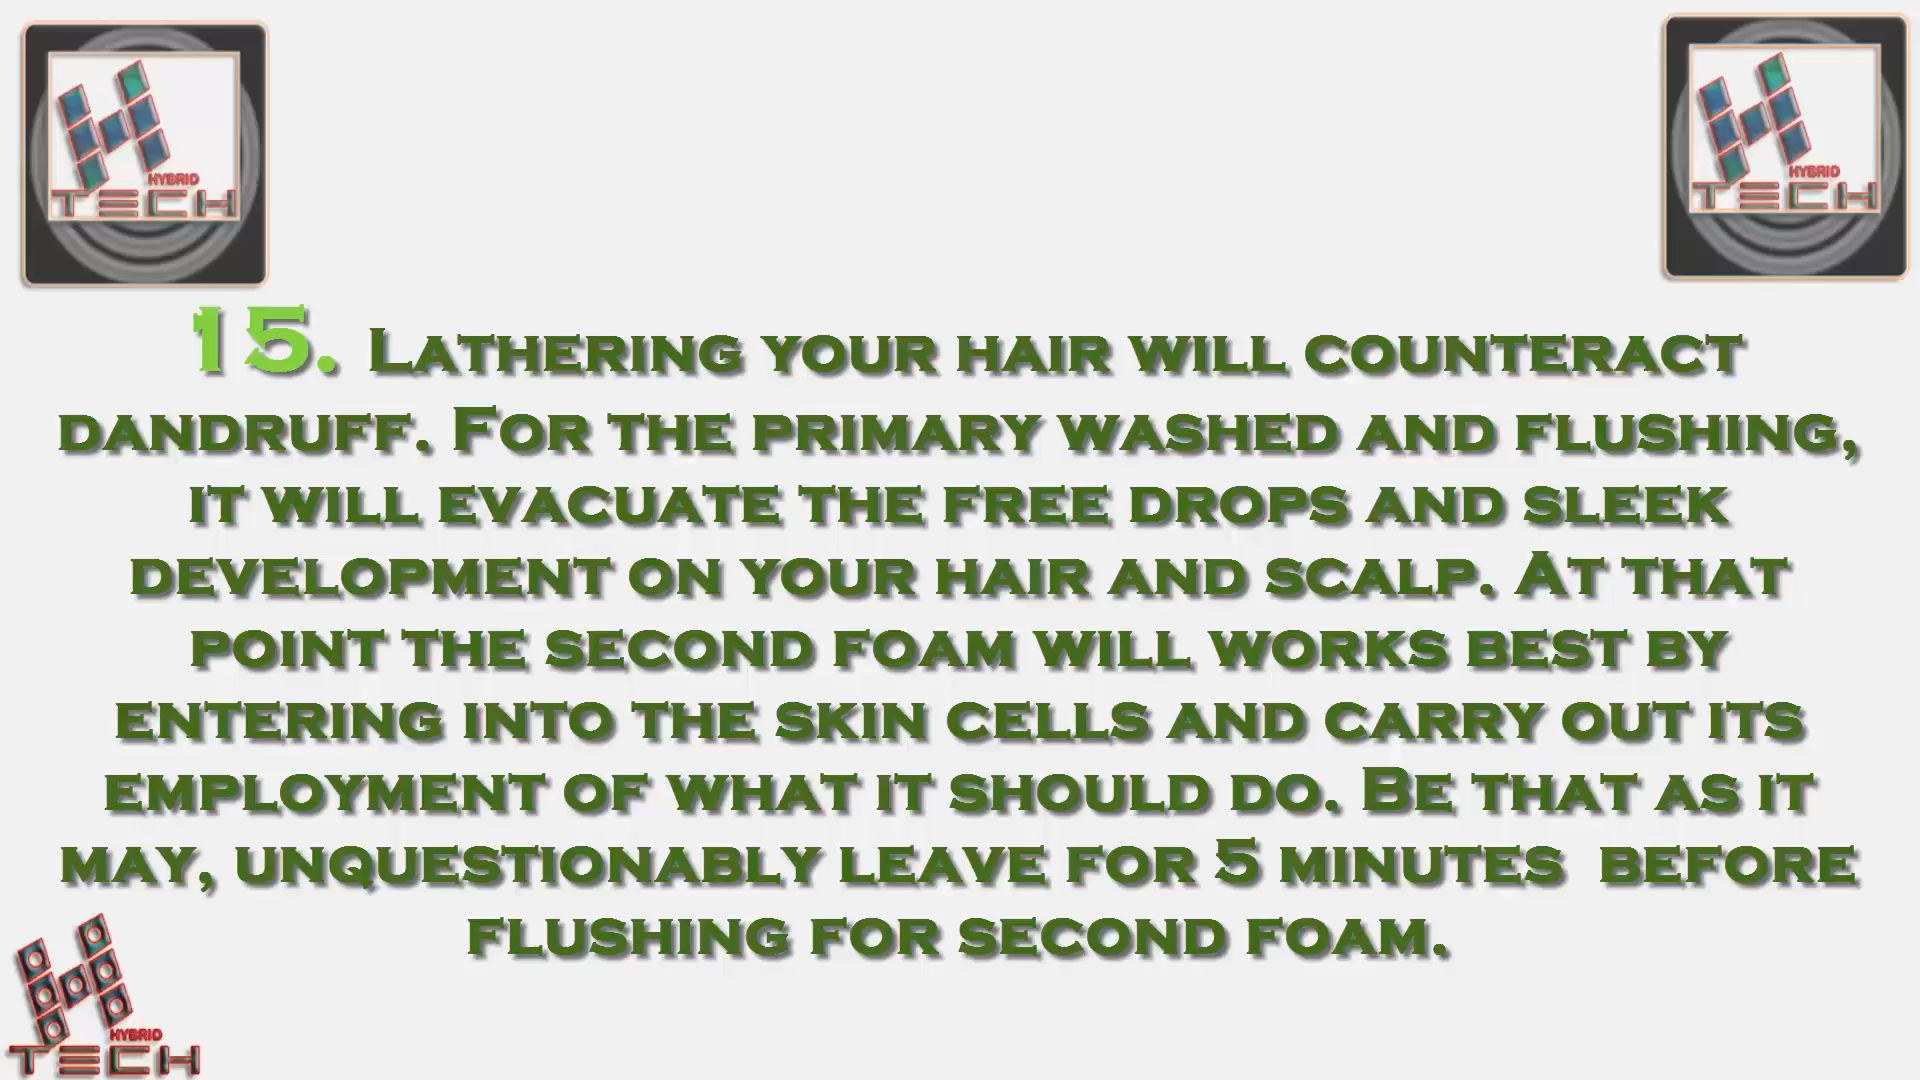 HYBRID
TECH
HYBRID
TECH
15. Lathering your hair will counteract
dandruff. For the primary washed and flushing,
it will evacuate the free drops and sleek
development on your hair and scalp. At that
point the second foam will works best by
entering into the skin cells and carry out its
employment of what it should do. Be that as it
may, unquestionably leave for 5 minutes before
flushing for second foam.
HYBRID
TECH